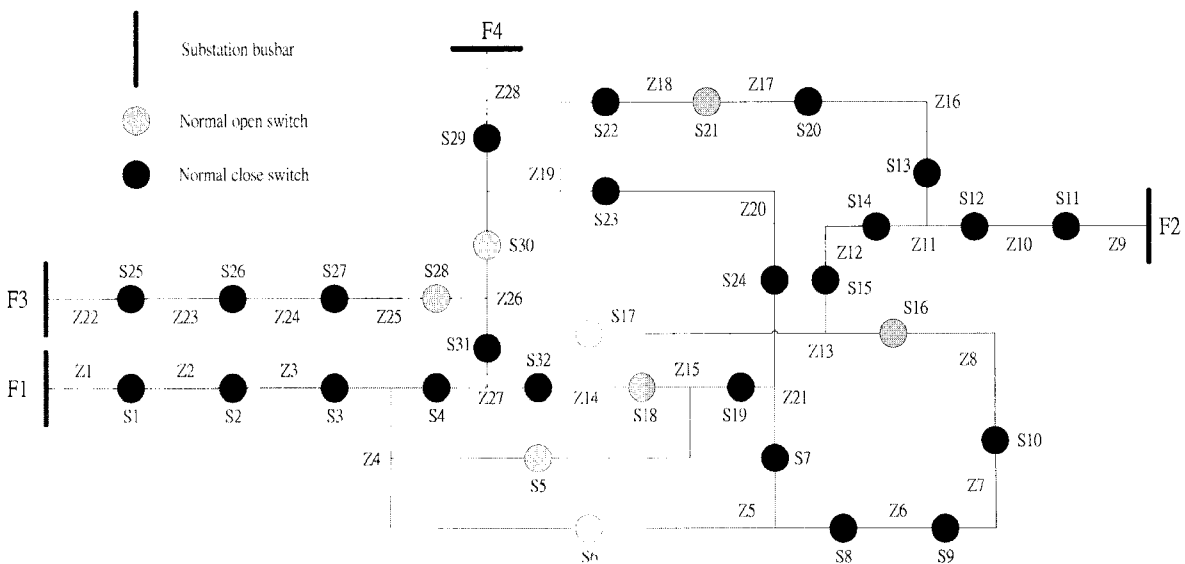 F4
Substation busbar
Z28
Z18
Z17
Z16
Normal open switch
S22
S21
S20
S29
Normal close switch
Z19
S13
S23
Z20
S14
S12
S11
F2
Z12
Z11
Z10
Z9
S30
S25
S26
S27
S28
S24
S15
F3
Z26
S17
S16
Z22
Z23
Z24
Z25
Z13
S31
S32
Z8
F1
Z1
Z2
Z3
Z15
Z27
Z14
S18
S19
Z21
S1
S2
S3
S4
S10
Z4
S7
S5
Z7
Z5
Z6
S6
S8
S9